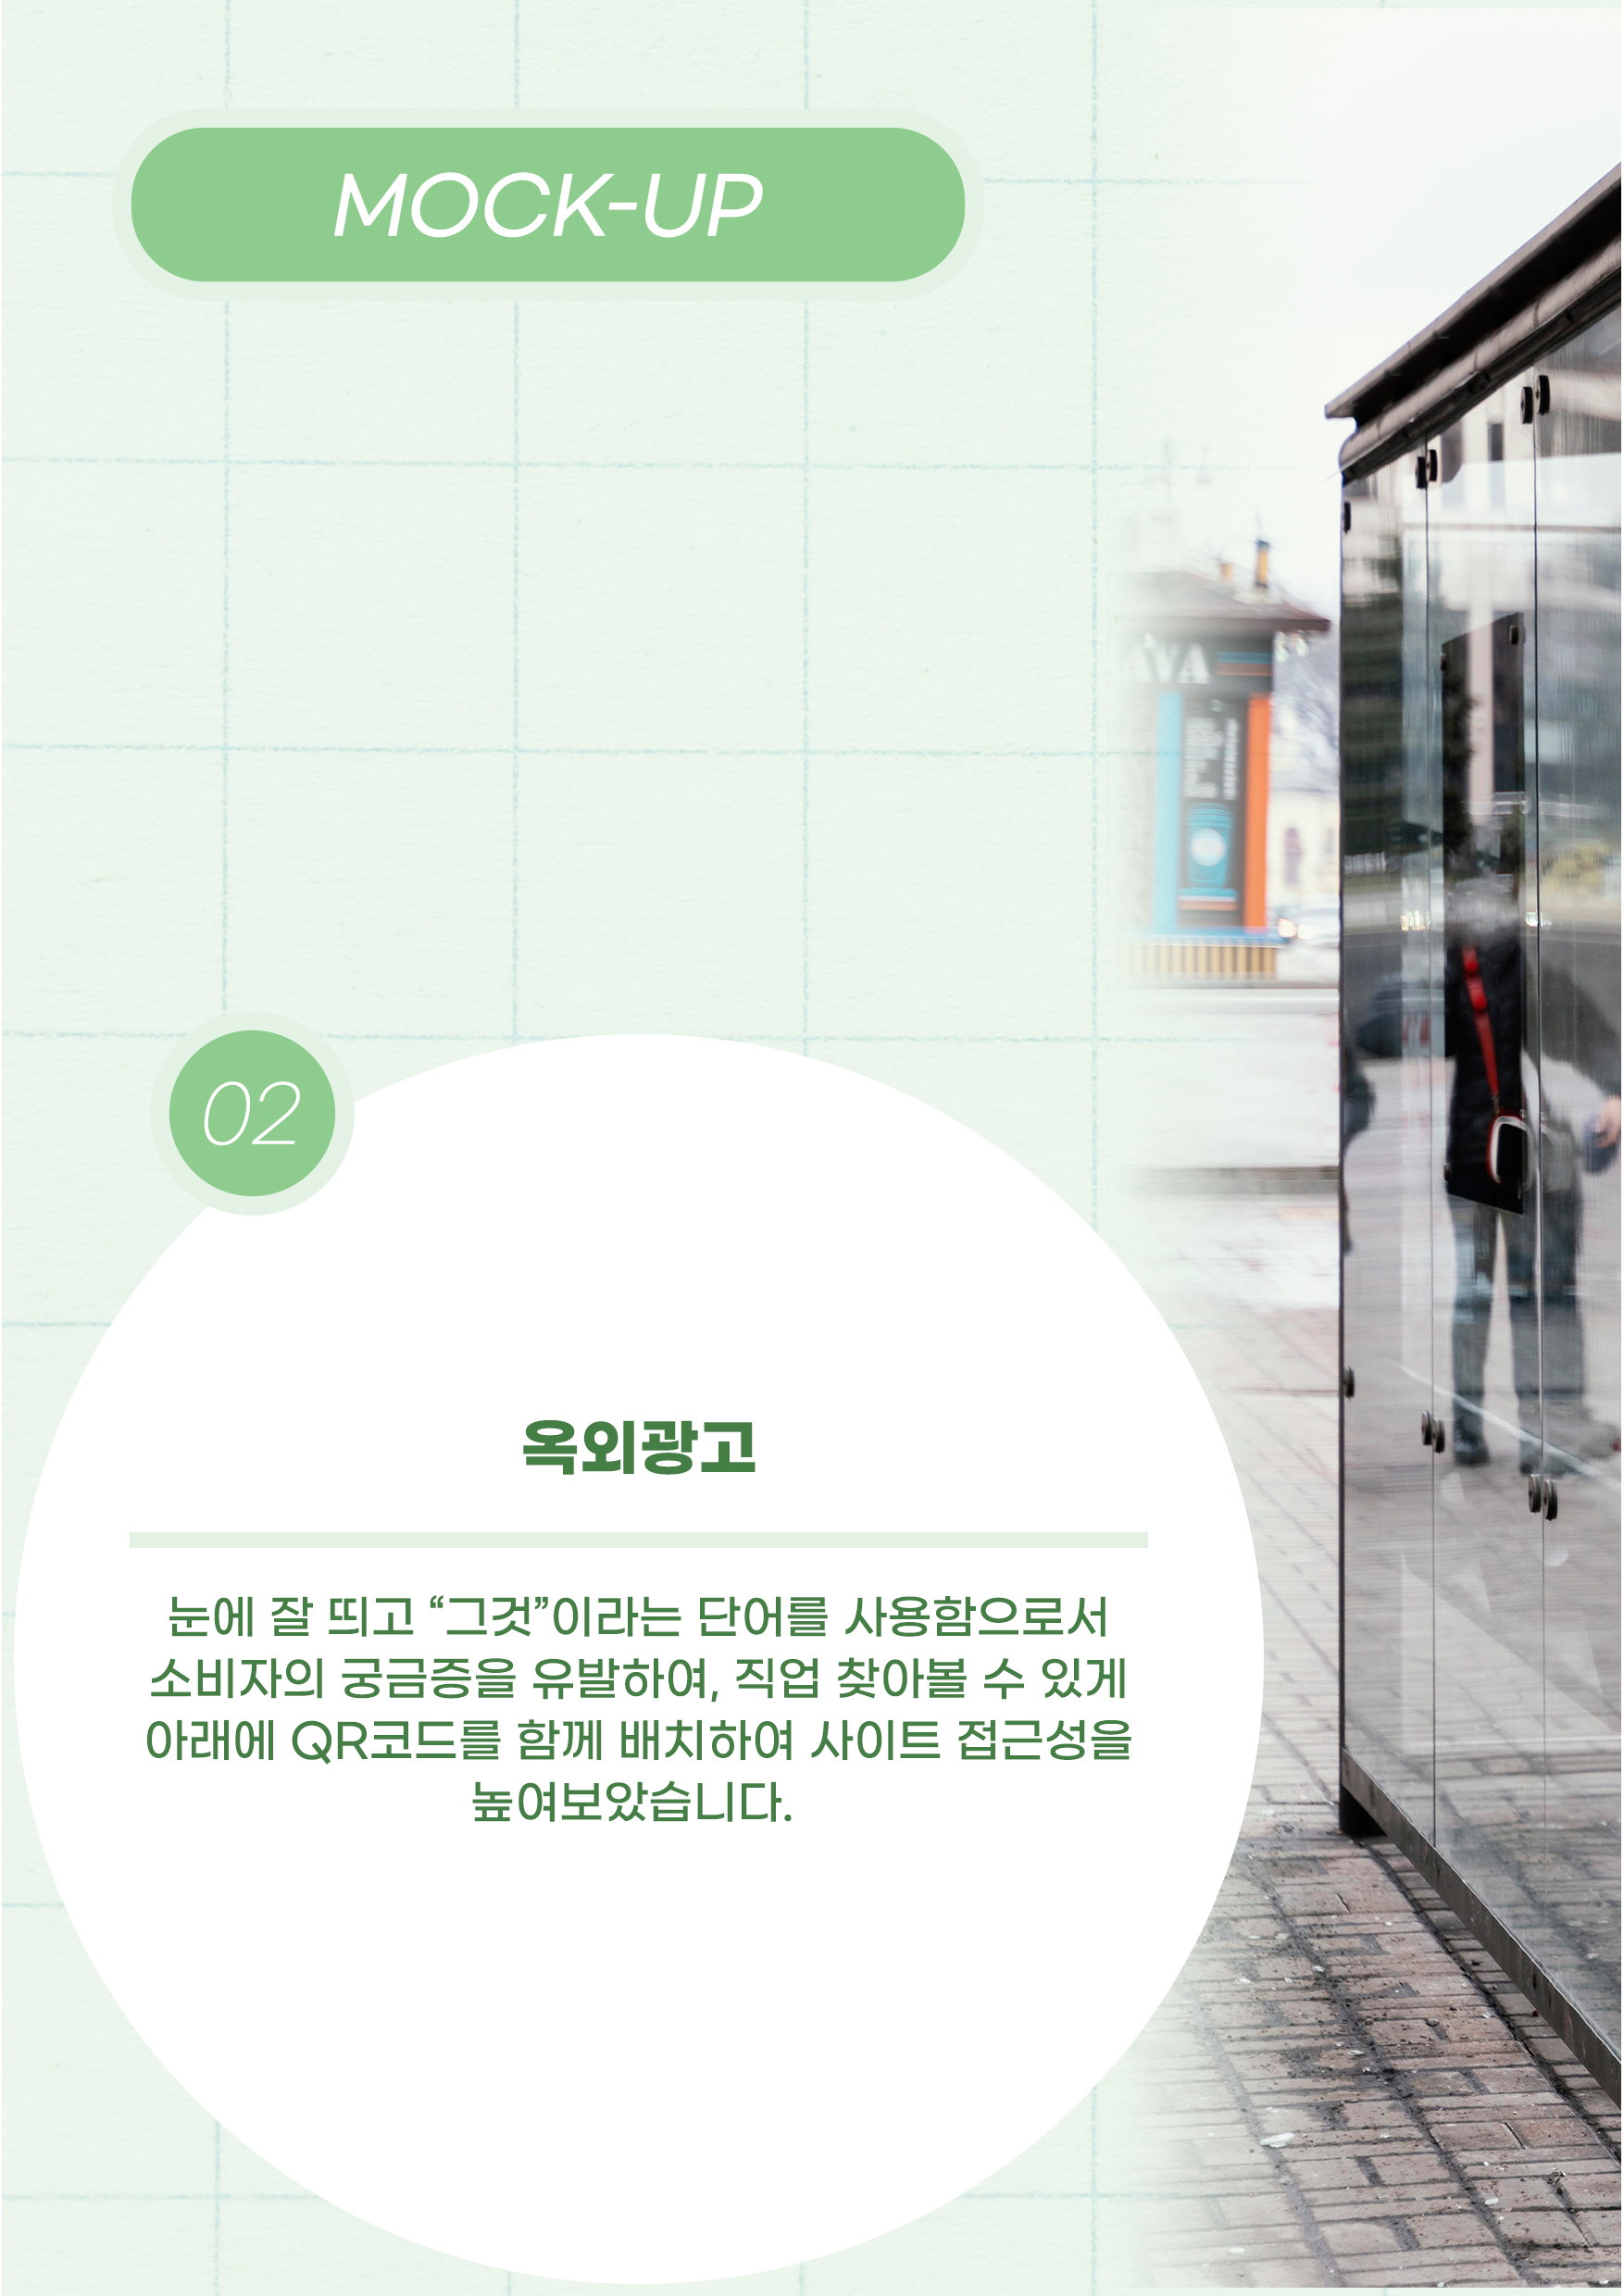 MOCK-UP
AVA
02
옥외광고
눈에 잘 띄고 “그것”이라는 단어를 사용함으로서
소비자의 궁금증을 유발하여, 직업 찾아볼 수 있게
아래에 QR코드를 함께 배치하여 사이트 접근성을
높여보았습니다.